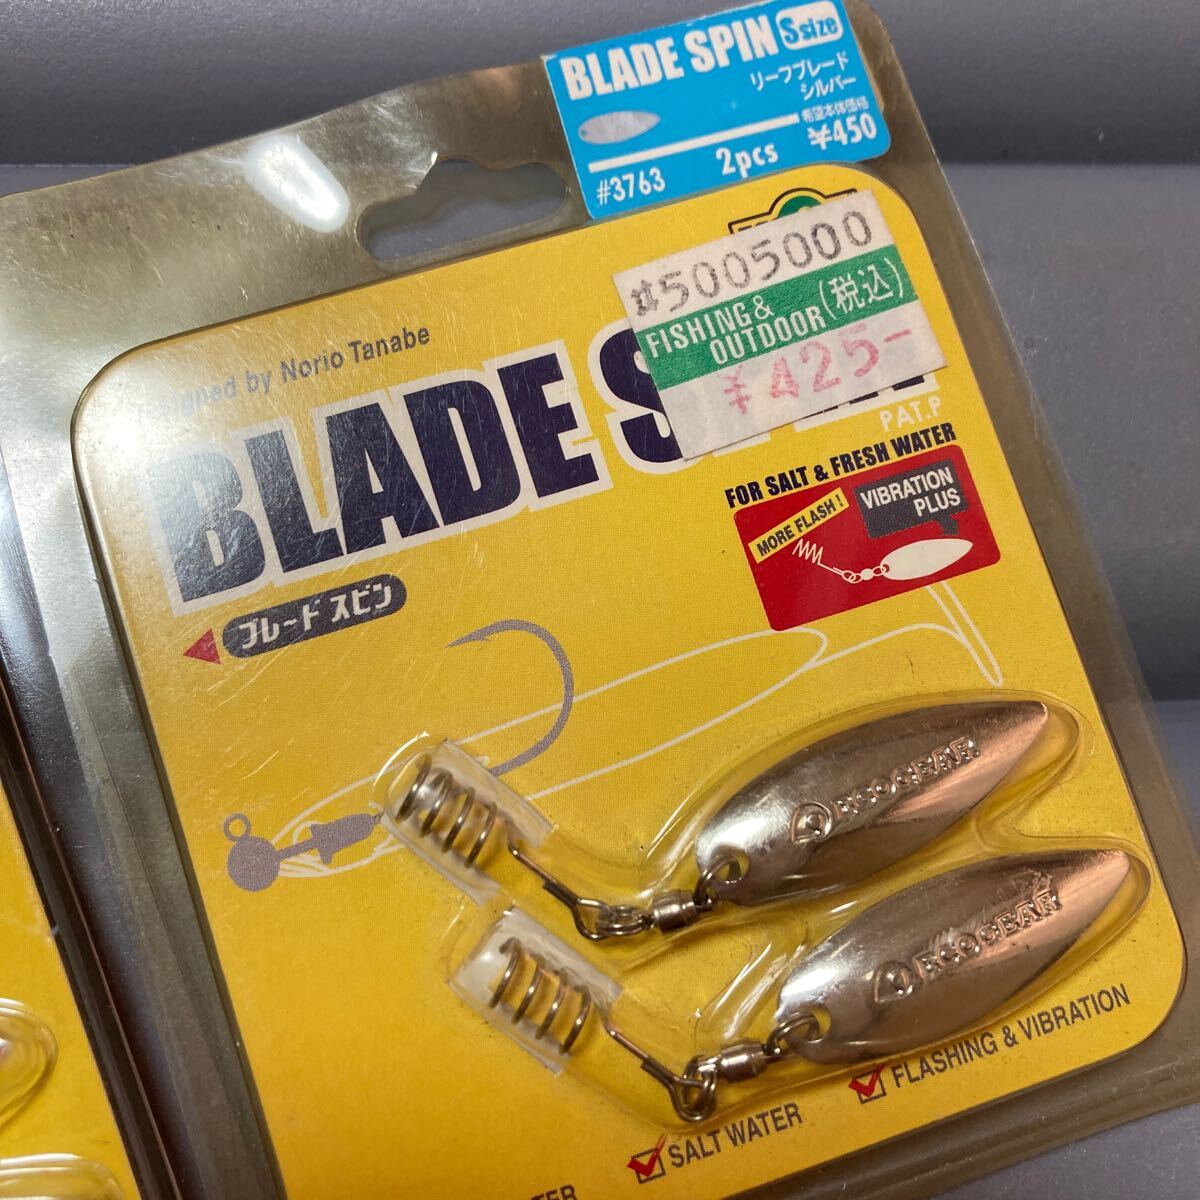 BLADE SPIN S size
リーフブレード
シルバー
希望本体価格
¥450
#3763 2pcs
#5005000
FISHING & OUTDOOR (税込)
¥425-
Designed by Norio Tanabe
BLADE
PAT.P
FOR SALT & FRESH WATER
MORE FLASH!
VIBRATION PLUS
ブレード スピン
ECOGEAR
ECOGEAR
FLASHING & VIBRATION
SALT WATER